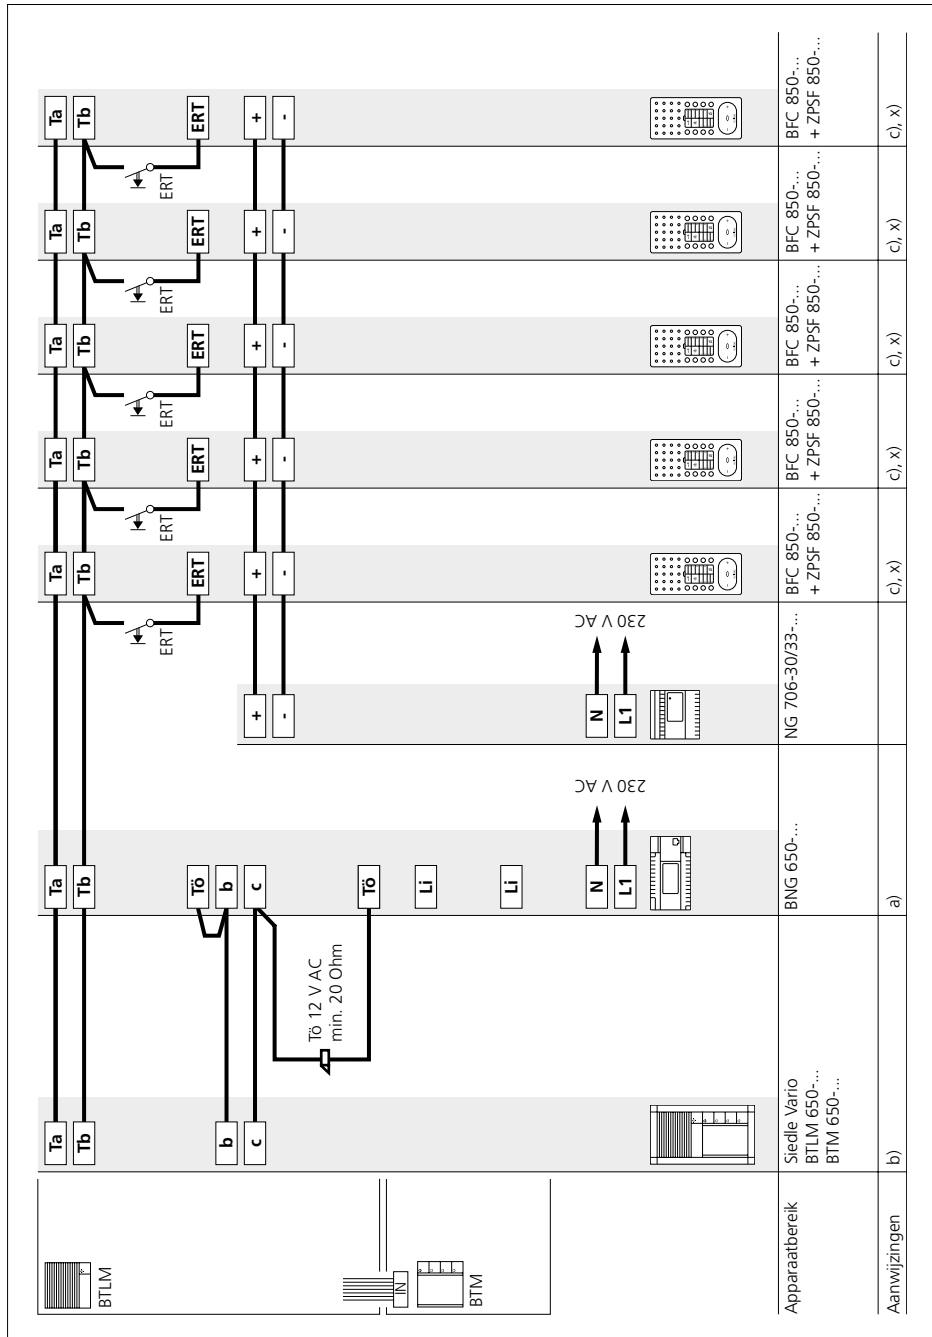 BTLM
IN
BTM
Apparaatbereik
Aanwijzingen
Ta
Tb
b
c
Siedle Vario
BTLM 650-...
BTM 650-...
b)
Tö 12 V AC
min. 20 Ohm
Ta
Tb
Tö
b
c
Tö
Li
Li
N
L1
230 V AC
BNG 650-...
a)
+
-
N
L1
230 V AC
NG 706-30/33-...
ERT
Ta
Tb
ERT
+
-
BFC 850-...
+ ZPSF 850-...
c), x)
ERT
Ta
Tb
ERT
+
-
BFC 850-...
+ ZPSF 850-...
c), x)
ERT
Ta
Tb
ERT
+
-
BFC 850-...
+ ZPSF 850-...
c), x)
ERT
Ta
Tb
ERT
+
-
BFC 850-...
+ ZPSF 850-...
c), x)
ERT
Ta
Tb
ERT
+
-
BFC 850-...
+ ZPSF 850-...
c), x)